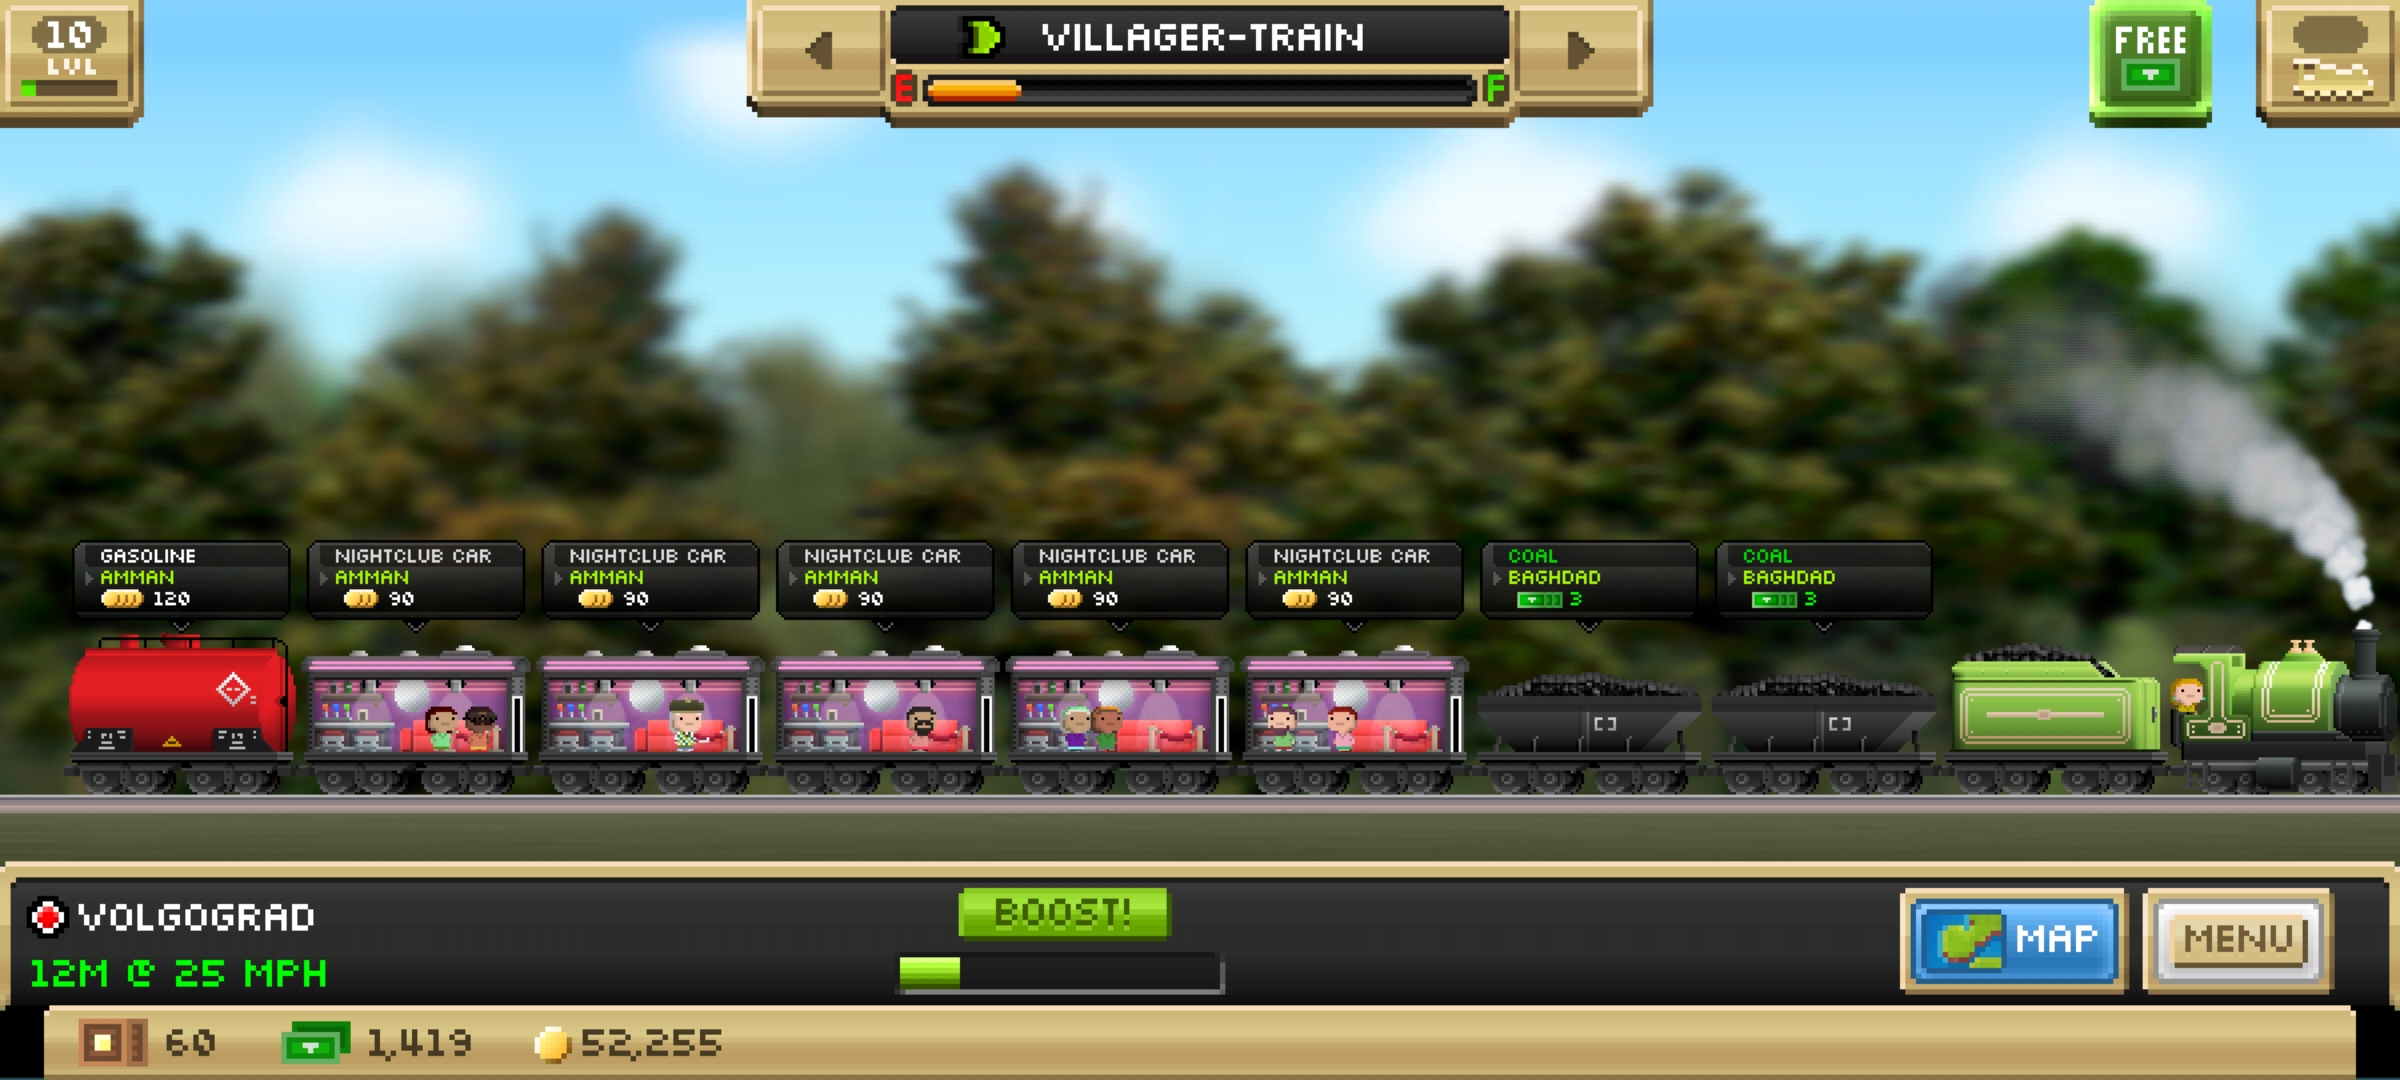 10
LVL
VILLAGER-TRAIN
E F
FREE
GASOLINE
AMMAN
120
NIGHTCLUB CAR
AMMAN
90
NIGHTCLUB CAR
AMMAN
90
NIGHTCLUB CAR
AMMAN
90
NIGHTCLUB CAR
AMMAN
90
NIGHTCLUB CAR
AMMAN
90
COAL
BAGHDAD
3
COAL
BAGHDAD
3
VOLGOGRAD
12M @ 25 MPH
BOOST!
MAP
MENU
60
1,419
52,255